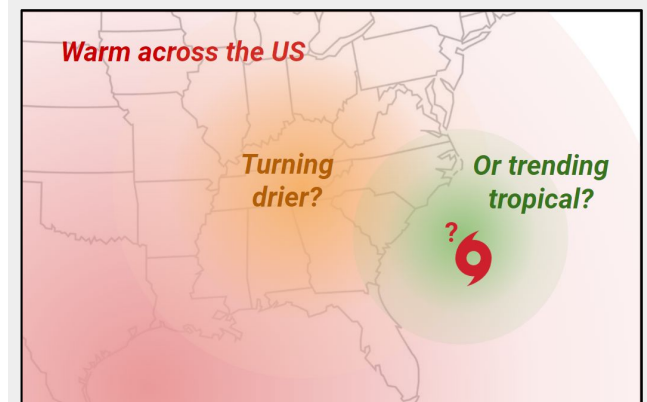 Warm across the US
Turning
drier?
Or trending
tropical?
?